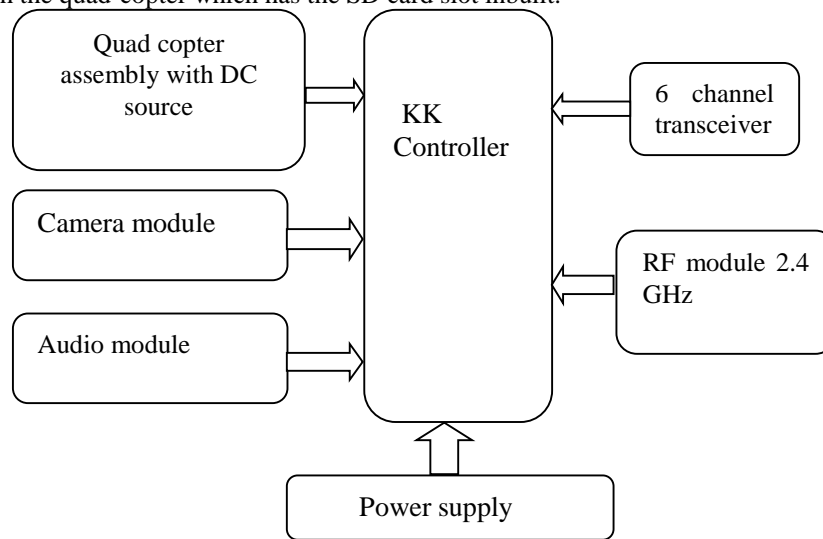 the quad-copter which has the SD card slot inbuilt.
Quad copter
assembly with DC
source
KK
Controller
6 channel
transceiver
Camera module
RF module 2.4
GHz
Audio module
Power supply